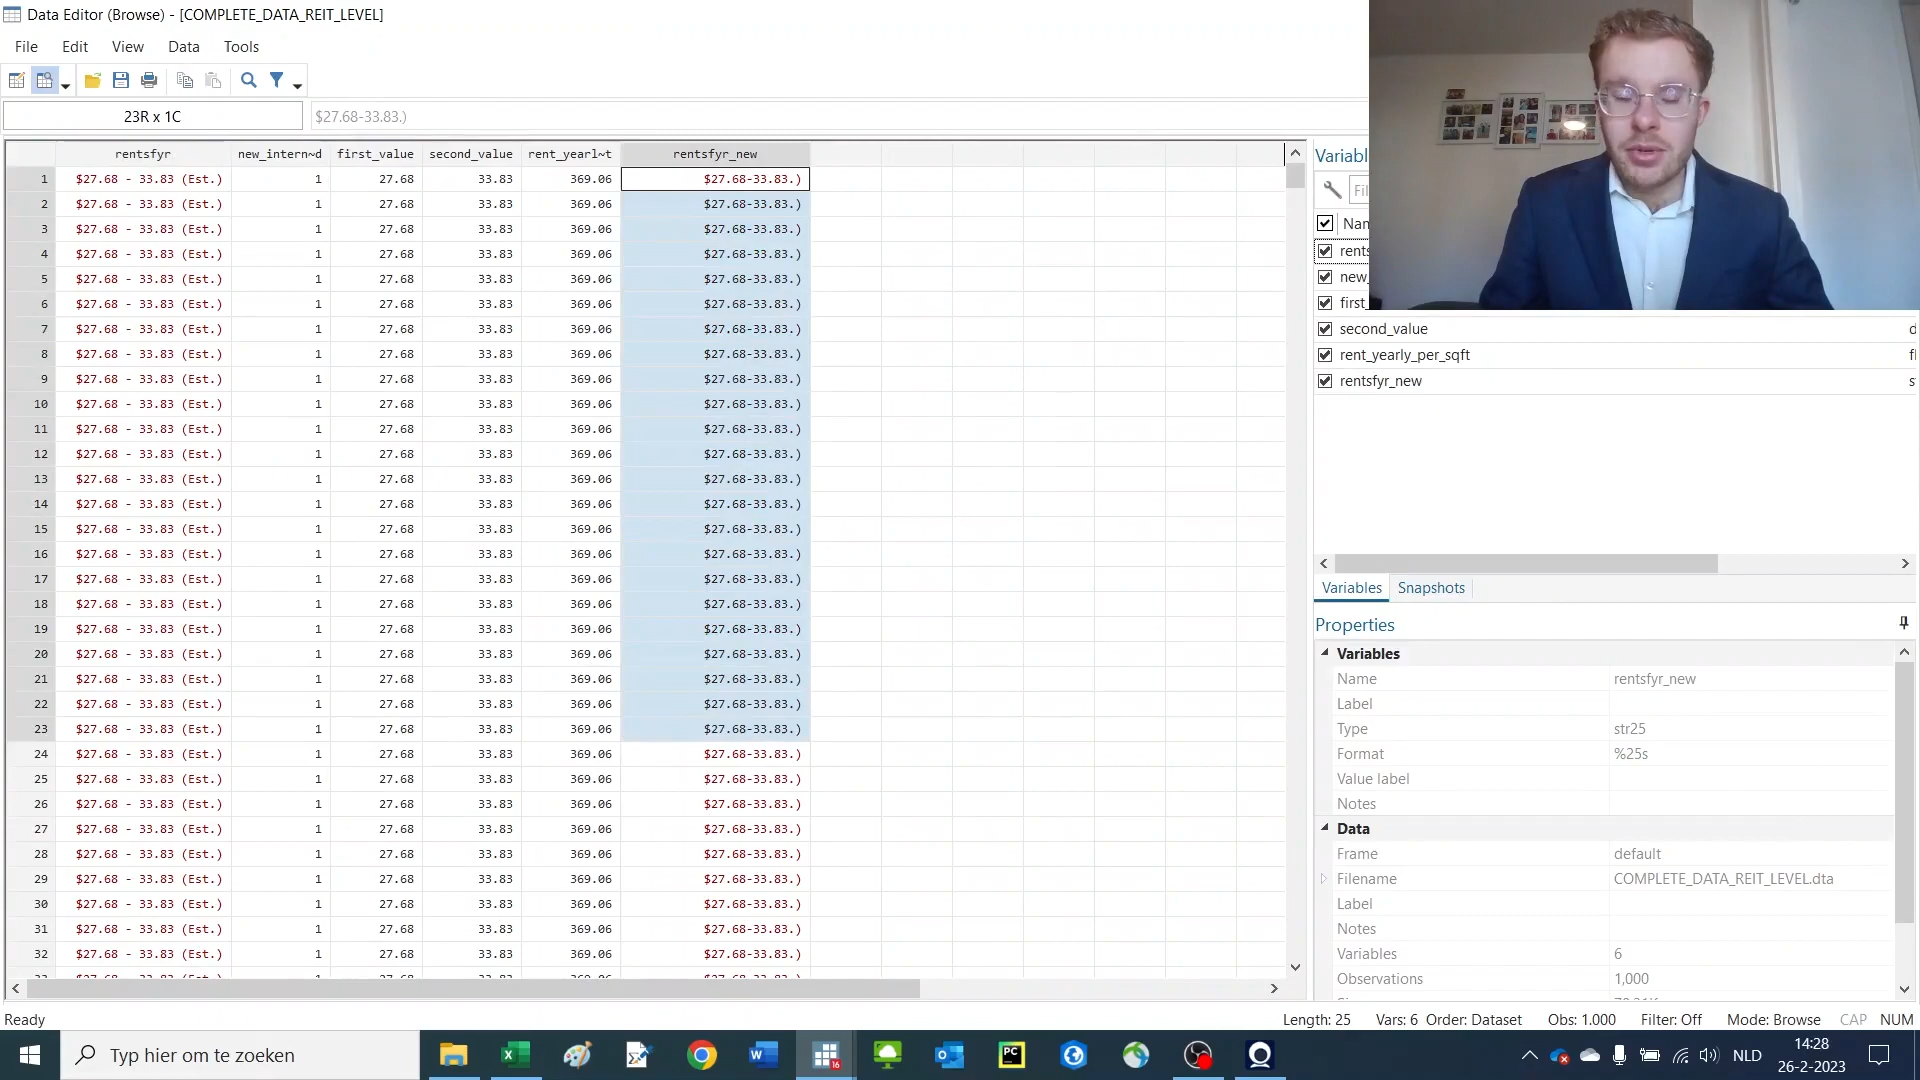 Data Editor (Browse) - [COMPLETE_DATA_REIT_LEVEL]
File Edit View Data Tools
23R x 1C $27.68-33.83.)
rentsfyr new_intern~d first_value second_value rent_yearl~t rentsfyr_new
1 $27.68 - 33.83 (Est.) 1 27.68 33.83 369.06 $27.68-33.83.)
2 $27.68 - 33.83 (Est.) 1 27.68 33.83 369.06 $27.68-33.83.)
3 $27.68 - 33.83 (Est.) 1 27.68 33.83 369.06 $27.68-33.83.)
4 $27.68 - 33.83 (Est.) 1 27.68 33.83 369.06 $27.68-33.83.)
5 $27.68 - 33.83 (Est.) 1 27.68 33.83 369.06 $27.68-33.83.)
6 $27.68 - 33.83 (Est.) 1 27.68 33.83 369.06 $27.68-33.83.)
7 $27.68 - 33.83 (Est.) 1 27.68 33.83 369.06 $27.68-33.83.)
8 $27.68 - 33.83 (Est.) 1 27.68 33.83 369.06 $27.68-33.83.)
9 $27.68 - 33.83 (Est.) 1 27.68 33.83 369.06 $27.68-33.83.)
10 $27.68 - 33.83 (Est.) 1 27.68 33.83 369.06 $27.68-33.83.)
11 $27.68 - 33.83 (Est.) 1 27.68 33.83 369.06 $27.68-33.83.)
12 $27.68 - 33.83 (Est.) 1 27.68 33.83 369.06 $27.68-33.83.)
13 $27.68 - 33.83 (Est.) 1 27.68 33.83 369.06 $27.68-33.83.)
14 $27.68 - 33.83 (Est.) 1 27.68 33.83 369.06 $27.68-33.83.)
15 $27.68 - 33.83 (Est.) 1 27.68 33.83 369.06 $27.68-33.83.)
16 $27.68 - 33.83 (Est.) 1 27.68 33.83 369.06 $27.68-33.83.)
17 $27.68 - 33.83 (Est.) 1 27.68 33.83 369.06 $27.68-33.83.)
18 $27.68 - 33.83 (Est.) 1 27.68 33.83 369.06 $27.68-33.83.)
19 $27.68 - 33.83 (Est.) 1 27.68 33.83 369.06 $27.68-33.83.)
20 $27.68 - 33.83 (Est.) 1 27.68 33.83 369.06 $27.68-33.83.)
21 $27.68 - 33.83 (Est.) 1 27.68 33.83 369.06 $27.68-33.83.)
22 $27.68 - 33.83 (Est.) 1 27.68 33.83 369.06 $27.68-33.83.)
23 $27.68 - 33.83 (Est.) 1 27.68 33.83 369.06 $27.68-33.83.)
24 $27.68 - 33.83 (Est.) 1 27.68 33.83 369.06 $27.68-33.83.)
25 $27.68 - 33.83 (Est.) 1 27.68 33.83 369.06 $27.68-33.83.)
26 $27.68 - 33.83 (Est.) 1 27.68 33.83 369.06 $27.68-33.83.)
27 $27.68 - 33.83 (Est.) 1 27.68 33.83 369.06 $27.68-33.83.)
28 $27.68 - 33.83 (Est.) 1 27.68 33.83 369.06 $27.68-33.83.)
29 $27.68 - 33.83 (Est.) 1 27.68 33.83 369.06 $27.68-33.83.)
30 $27.68 - 33.83 (Est.) 1 27.68 33.83 369.06 $27.68-33.83.)
31 $27.68 - 33.83 (Est.) 1 27.68 33.83 369.06 $27.68-33.83.)
32 $27.68 - 33.83 (Est.) 1 27.68 33.83 369.06 $27.68-33.83.)
Variabl
Fil
Nam
rents
new_
first_
second_value d
rent_yearly_per_sqft fl
rentsfyr_new s
Variables Snapshots
Properties
Variables
Name rentsfyr_new
Label
Type str25
Format %25s
Value label
Notes
Data
Frame default
Filename COMPLETE_DATA_REIT_LEVEL.dta
Label
Notes
Variables 6
Observations 1,000
Ready Length: 25 Vars: 6 Order: Dataset Obs: 1.000 Filter: Off Mode: Browse CAP NUM
Typ hier om te zoeken
16
PC
NLD
14:28
26-2-2023